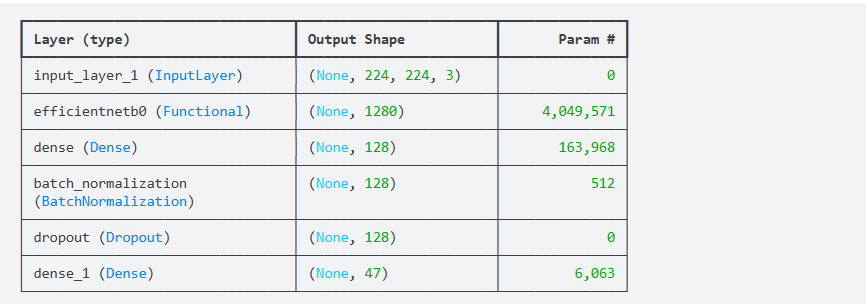 Layer (type) Output Shape Param #
input_layer_1 (InputLayer) (None, 224, 224, 3) 0
efficientnetb0 (Functional) (None, 1280) 4,049,571
dense (Dense) (None, 128) 163,968
batch_normalization (None, 128) 512
(BatchNormalization)
dropout (Dropout) (None, 128) 0
dense_1 (Dense) (None, 47) 6,063